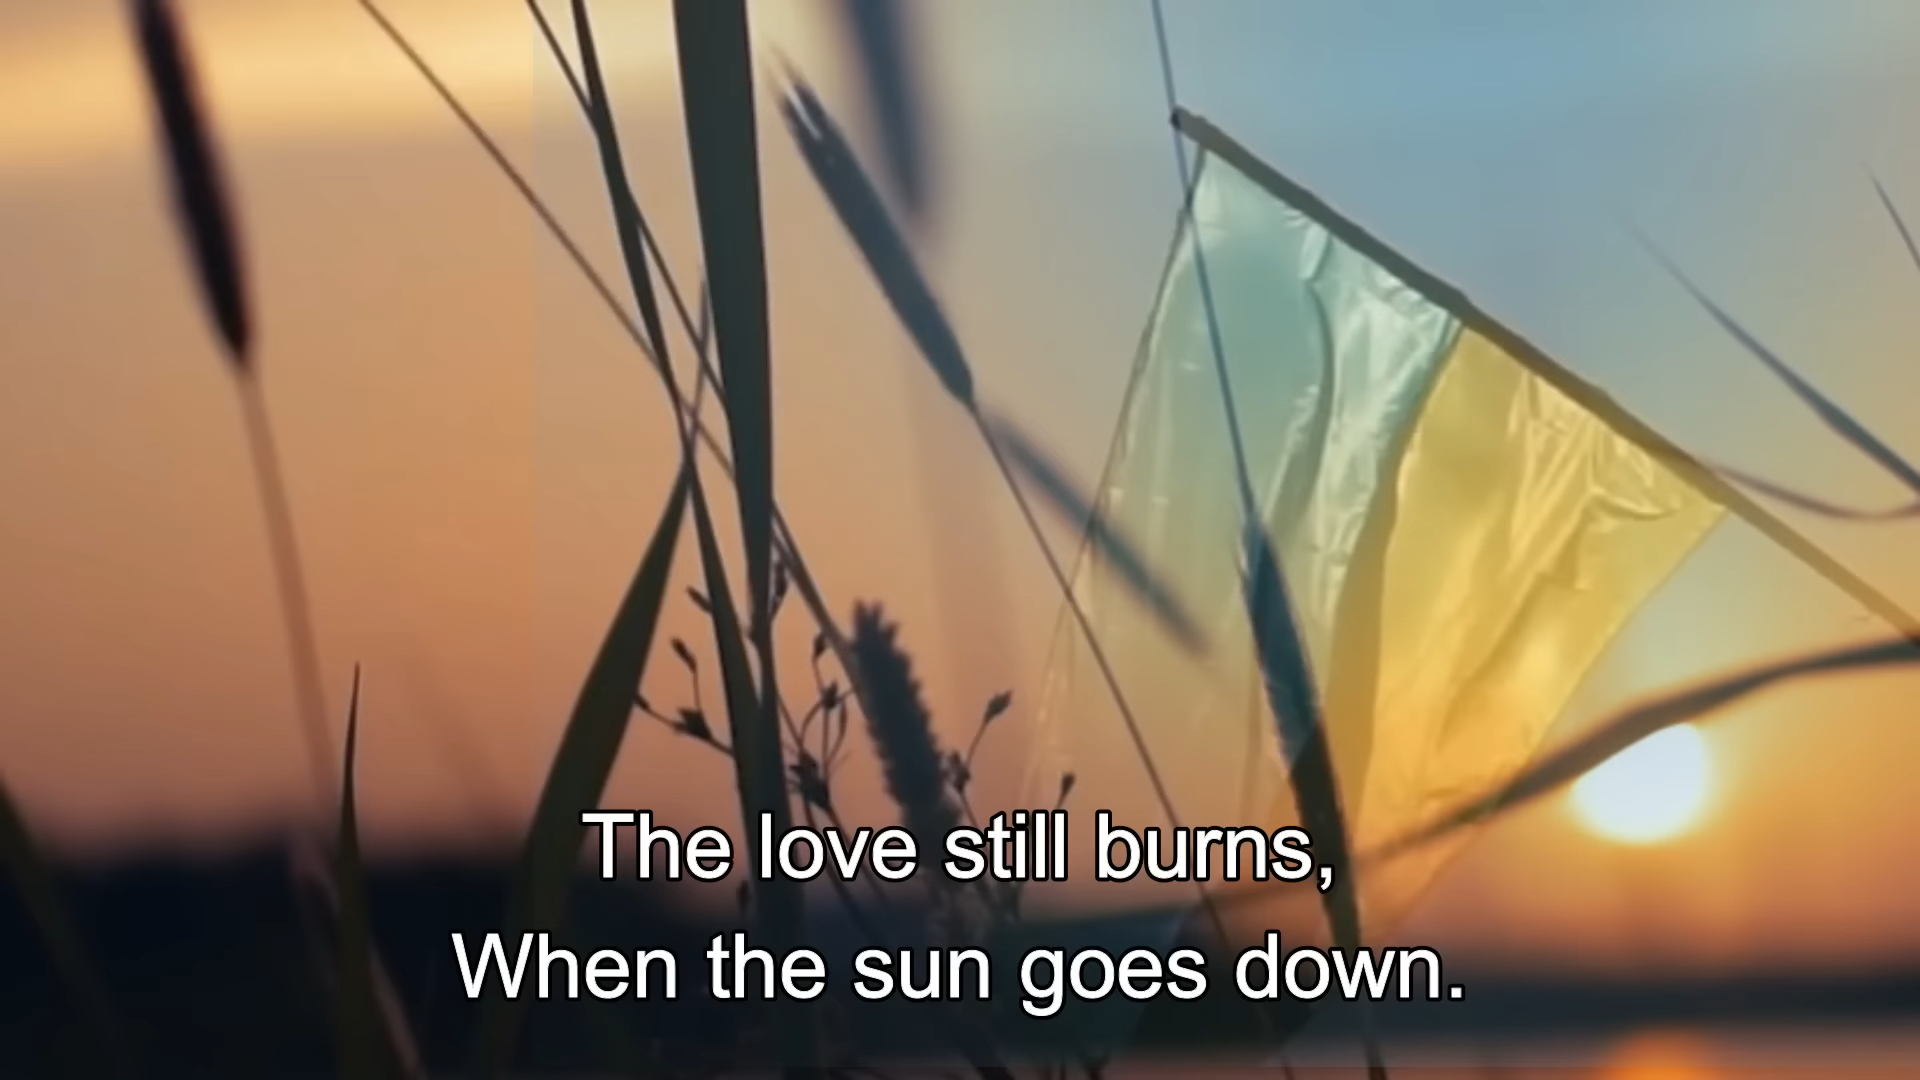 The love still burns,
When the sun goes down.